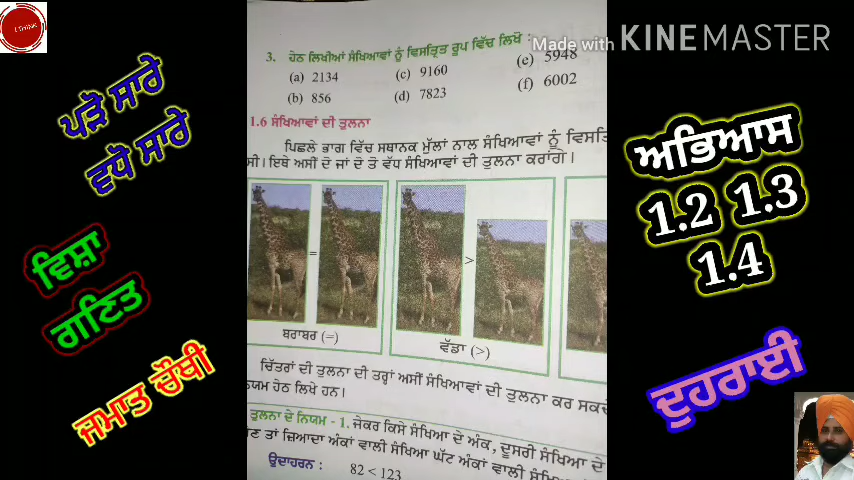 I THINK
ਪੜੋ ਸਾਰੇ
ਵਧੋ ਸਾਰੇ
ਵਿਸ਼ਾ
ਗਣਿਤ
ਜਮਾਤ ਚੌਥੀ
Made with KINEMASTER
3. ਹੇਠ ਲਿਖੀਆਂ ਸੰਖਿਆਵਾਂ ਨੂੰ ਵਿਸਤ੍ਰਿਤ ਰੂਪ ਵਿੱਚ ਲਿਖੋ :
(a) 2134 (c) 9160 (e) 5948
(b) 856 (d) 7823 (f) 6002
1.6 ਸੰਖਿਆਵਾਂ ਦੀ ਤੁਲਨਾ
ਪਿਛਲੇ ਭਾਗ ਵਿੱਚ ਸਥਾਨਕ ਮੁੱਲਾਂ ਨਾਲ ਸੰਖਿਆਵਾਂ ਨੂੰ
ਸੀ। ਇਥੇ ਅਸੀਂ ਦੋ ਜਾਂ ਦੋ ਤੋਂ ਵੱਧ ਸੰਖਿਆਵਾਂ ਦੀ ਤੁਲਨਾ ਕਰਾਂਗੇ।
= >
ਬਰਾਬਰ (=) ਵੱਡਾ (>)
ਚਿੱਤਰਾਂ ਦੀ ਤੁਲਨਾ ਦੀ ਤਰ੍ਹਾਂ ਅਸੀਂ ਸੰਖਿਆਵਾਂ ਦੀ ਤੁਲਨਾ ਕਰ
ਹੇਠ ਲਿਖੇ ਹਨ।
ਤੁਲਨਾ ਦੇ ਨਿਯਮ - 1. ਜੇਕਰ ਕਿਸੇ ਸੰਖਿਆ ਦੇ ਅੰਕ, ਦੂਸਰੀ ਸੰਖਿਆ ਦੇ
ਤਾਂ ਜ਼ਿਆਦਾ ਅੰਕਾਂ ਵਾਲੀ ਸੰਖਿਆ ਘੱਟ ਅੰਕਾਂ ਵਾਲੀ
ਉਦਾਹਰਨ : 82 < 123
ਅਭਿਆਸ
1.2 1.3
1.4
ਦੁਹਰਾਈ